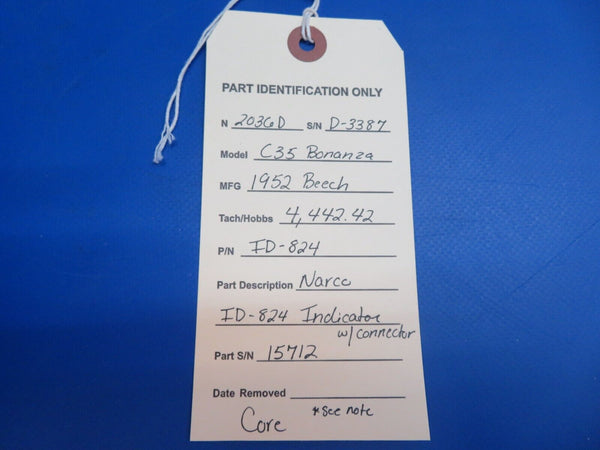 PART IDENTIFICATION ONLY
N 2036D S/N D-3387
Model C35 Bonanza
MFG 1952 Beech
Tach/Hobbs 4,442.42
P/N ID-824
Part Description Narco
ID-824 Indicator
w/connector
Part S/N 15712
Date Removed
*See note
Core